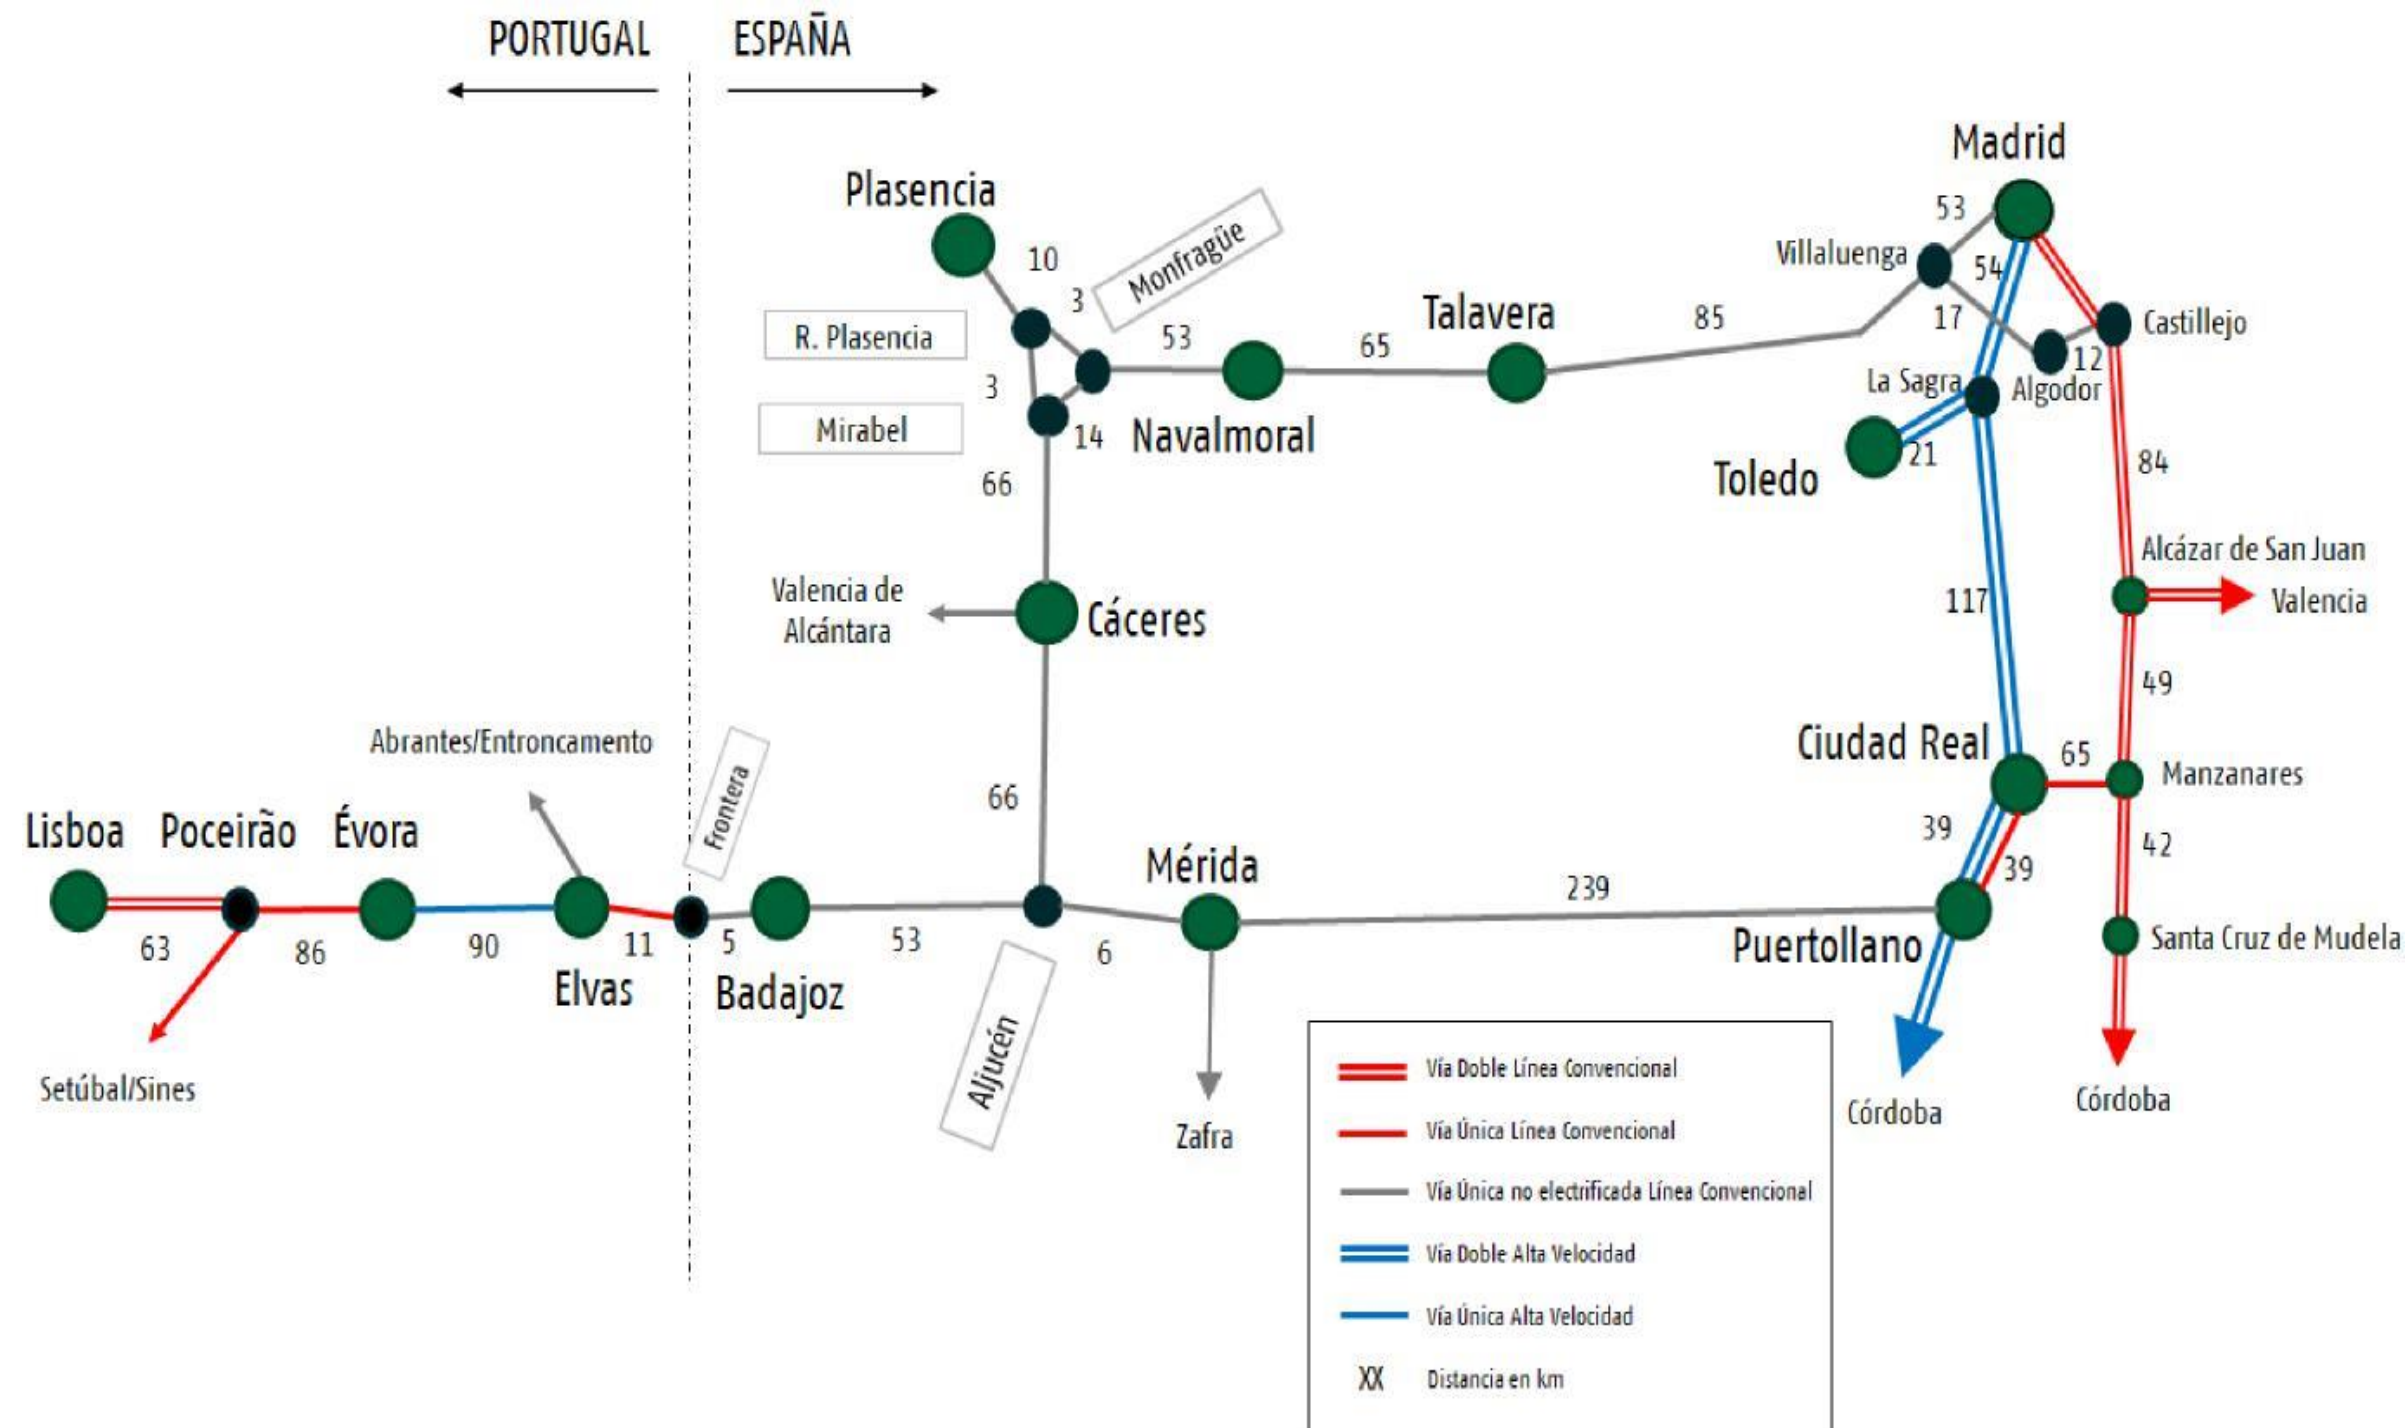 PORTUGAL
ESPAÑA
Madrid
Plasencia
53
Monfragüe
Villaluenga
10
54
3
Talavera
85
17
Castillejo
R. Plasencia
53
65
12
3
La Sagra
Algodor
Mirabel
14
Navalmoral
21
84
66
Toledo
Alcázar de San Juan
Valencia de
Alcántara
Cáceres
117
Valencia
49
Abrantes/Entroncamento
Ciudad Real
65
Manzanares
Frontera
66
Lisboa
Poceirão
Évora
39
42
Mérida
39
239
63
86
90
11
5
53
6
Puertollano
Santa Cruz de Mudela
Elvas
Badajoz
Aljucén
Setúbal/Sines
Zafra
Córdoba
Córdoba
Vía Doble Línea Convencional
Vía Única Línea Convencional
Vía Única no electrificada Línea Convencional
Vía Doble Alta Velocidad
Vía Única Alta Velocidad
XX Distancia en km